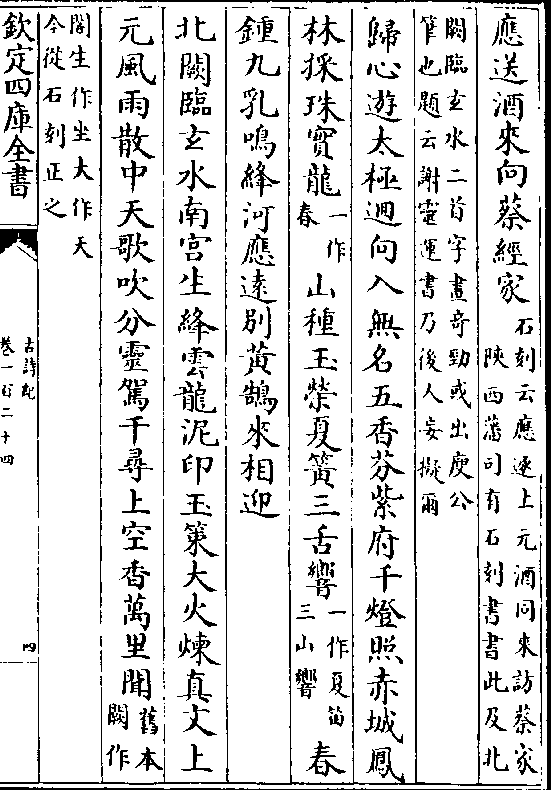 應送酒來向蔡經家石刻云應逐上元酒同來訪蔡家陝西藩司有石刻書書此及北
闕臨玄水二首字畫奇勁或出庾公筆也題云謝靈運書乃後人妄擬爾
歸心遊太極迴向入無名五香芬紫府千燈照赤城鳳
林採珠實龍一作春山種玉榮夏簧三舌響一作夏笛三山響春
鍾九乳鳴絳河應遠別黃鵠來相迎
北闕臨玄水南宮生絳雲龍泥印玉策大火煉真文上
元風雨散中天歌吹分靈駕千尋上空香萬里聞舊本闕作
閣生作坐大作天今從石刻正之
欽定四庫全書
古詩紀
卷一百二十四
四